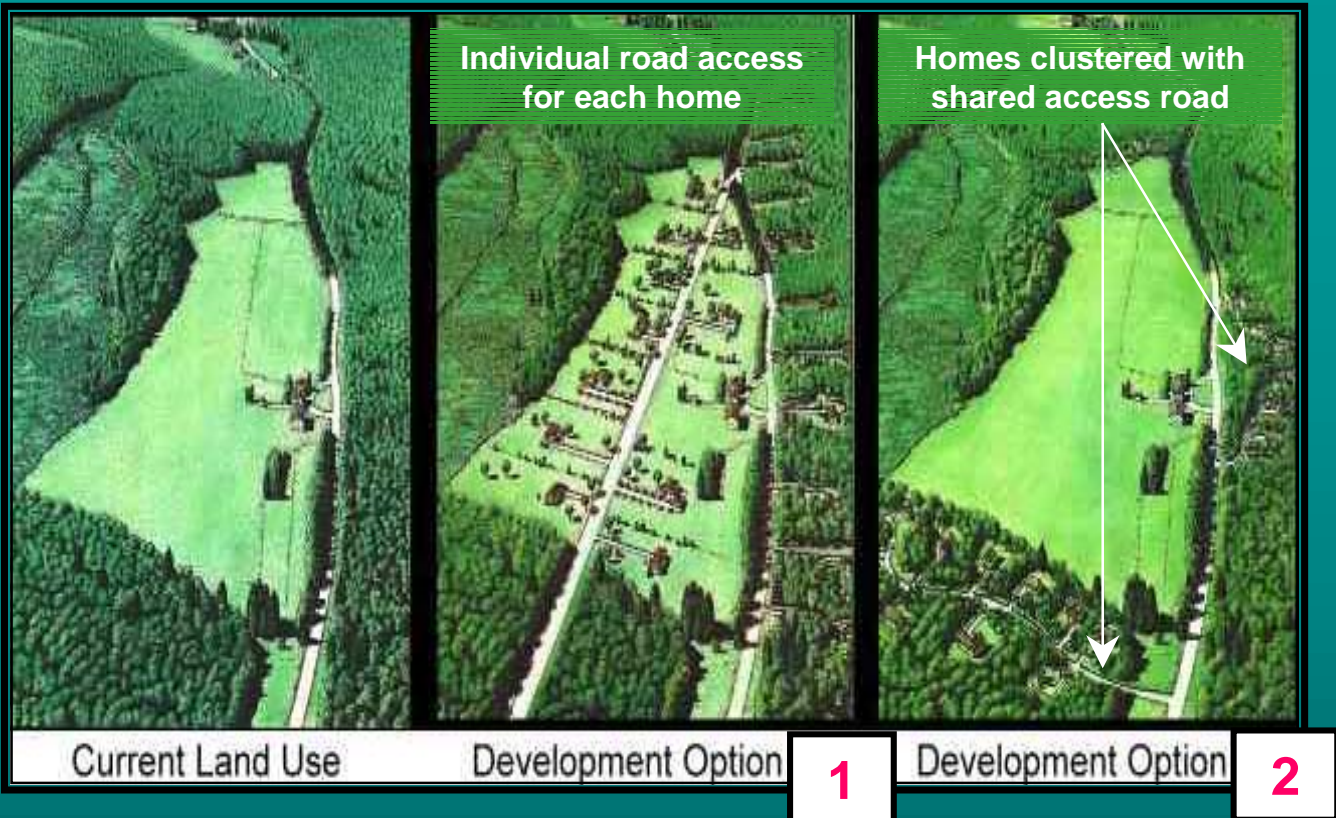 Individual road access
for each home
Homes clustered with
shared access road
Current Land Use
Development Option
1
Development Option
2